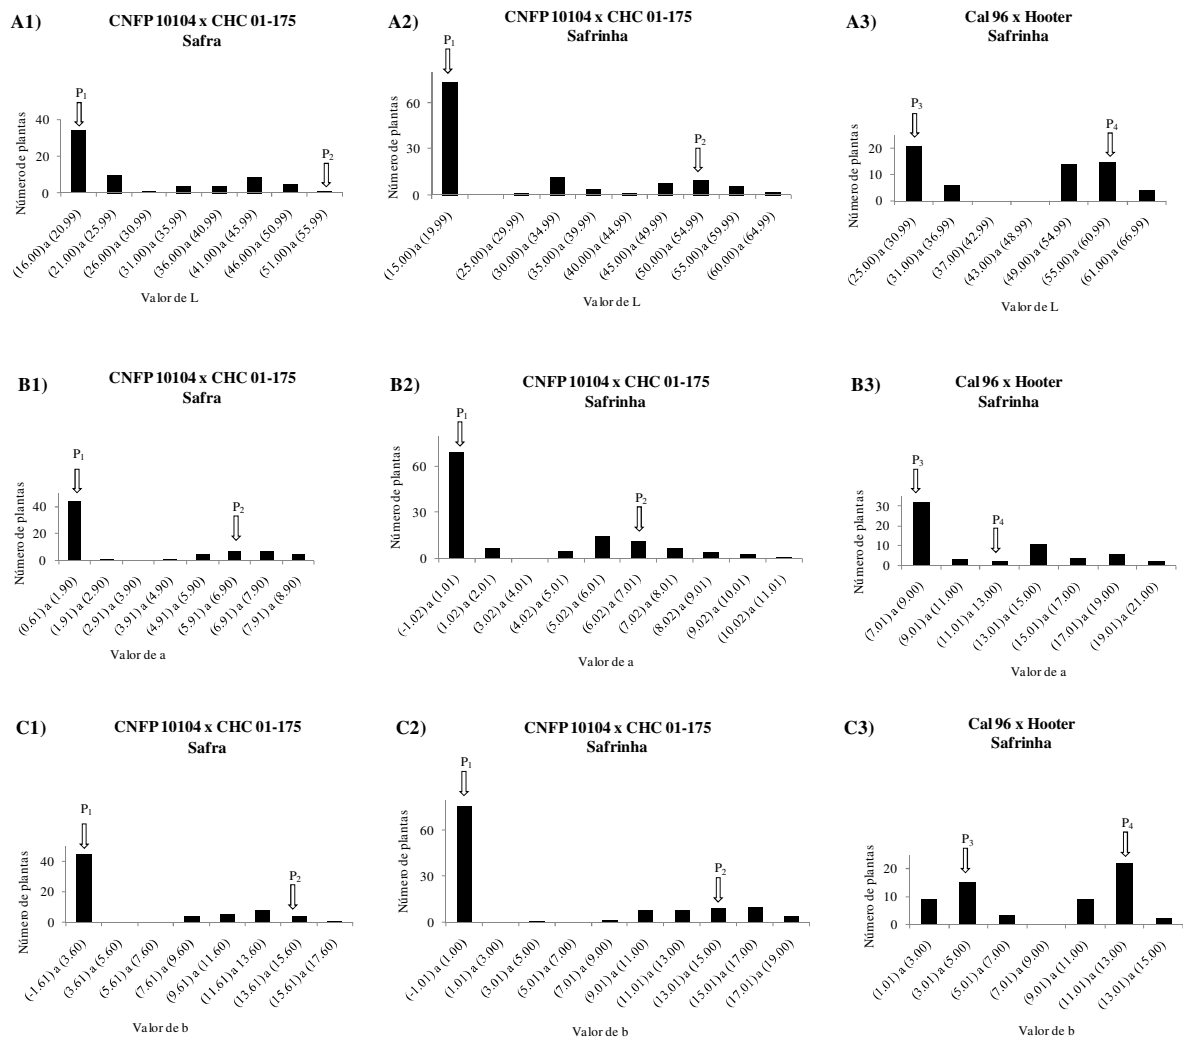 A1)
CNFP 10104 x CHC 01-175
Safra
P1
P2
Número de plantas
40
20
0
(16.00) a (20.99)
(21.00) a (25.99)
(26.00) a (30.99)
(31.00) a (35.99)
(36.00) a (40.99)
(41.00) a (45.99)
(46.00) a (50.99)
(51.00) a (55.99)
Valor de L
A2)
CNFP 10104 x CHC 01-175
Safrinha
P1
P2
Número de plantas
60
30
0
(15.00) a (19.99)
(25.00) a (29.99)
(30.00) a (34.99)
(35.00) a (39.99)
(40.00) a (44.99)
(45.00) a (49.99)
(50.00) a (54.99)
(55.00) a (59.99)
(60.00) a (64.99)
Valor de L
A3)
Cal 96 x Hooter
Safrinha
P3
P4
Número de plantas
20
10
0
(25.00) a (30.99)
(31.00) a (36.99)
(37.00) (42.99)
(43.00) a (48.99)
(49.00) a (54.99)
(55.00) a (60.99)
(61.00) a (66.99)
Valor de L
B1)
CNFP 10104 x CHC 01-175
Safra
P1
P2
Número de plantas
40
20
0
(0.61) a (1.90)
(1.91) a (2.90)
(2.91) a (3.90)
(3.91) a (4.90)
(4.91) a (5.90)
(5.91) a (6.90)
(6.91) a (7.90)
(7.91) a (8.90)
Valor de a
B2)
CNFP 10104 x CHC 01-175
Safrinha
P1
P2
Número de plantas
60
30
0
(-1.02) a (1.01)
(1.02) a (2.01)
(3.02) a (4.01)
(4.02) a (5.01)
(5.02) a (6.01)
(6.02) a (7.01)
(7.02) a (8.01)
(8.02) a (9.01)
(9.02) a (10.01)
(10.02) a (11.01)
Valor de a
B3)
Cal 96 x Hooter
Safrinha
P3
P4
Número de plantas
30
20
10
0
(7.01) a (9.00)
(9.01) a (11.00)
(11.01) a (13.00)
(13.01) a (15.00)
(15.01) a (17.00)
(17.01) a (19.00)
(19.01) a (21.00)
Valor de a
C1)
CNFP 10104 x CHC 01-175
Safra
P1
P2
Número de plantas
40
20
0
(-1.61) a (3.60)
(3.61) a (5.60)
(5.61) a (7.60)
(7.61) a (9.60)
(9.61) a (11.60)
(11.61) a (13.60)
(13.61) a (15.60)
(15.61) a (17.60)
Valor de b
C2)
CNFP 10104 x CHC 01-175
Safrinha
P1
P2
Número de plantas
60
30
0
(-1.01) a (1.00)
(1.01) a (3.00)
(3.01) a (5.00)
(5.01) a (7.00)
(7.01) a (9.00)
(9.01) a (11.00)
(11.01) a (13.00)
(13.01) a (15.00)
(15.01) a (17.00)
(17.01) a (19.00)
Valor de b
C3)
Cal 96 x Hooter
Safrinha
P3
P4
Número de plantas
20
10
0
(1.01) a (3.00)
(3.01) a (5.00)
(5.01) a (7.00)
(7.01) a (9.00)
(9.01) a (11.00)
(11.01) a (13.00)
(13.01) a (15.00)
Valor de b